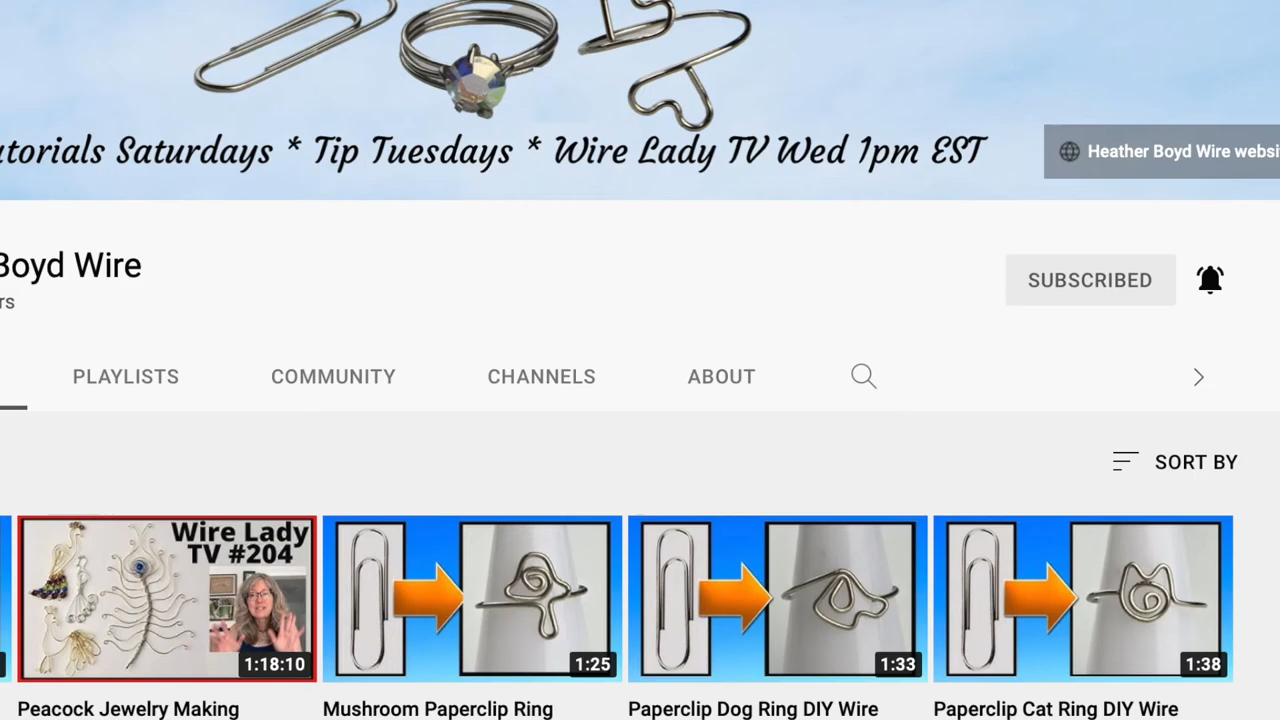 utorials Saturdays * Tip Tuesdays * Wire Lady TV Wed 1pm EST
Heather Boyd Wire websi
Boyd Wire
rs
SUBSCRIBED
PLAYLISTS COMMUNITY CHANNELS ABOUT
SORT BY
Wire Lady
TV #204
1:18:10
1:25
1:33
1:38
Peacock Jewelry Making
Mushroom Paperclip Ring
Paperclip Dog Ring DIY Wire
Paperclip Cat Ring DIY Wire